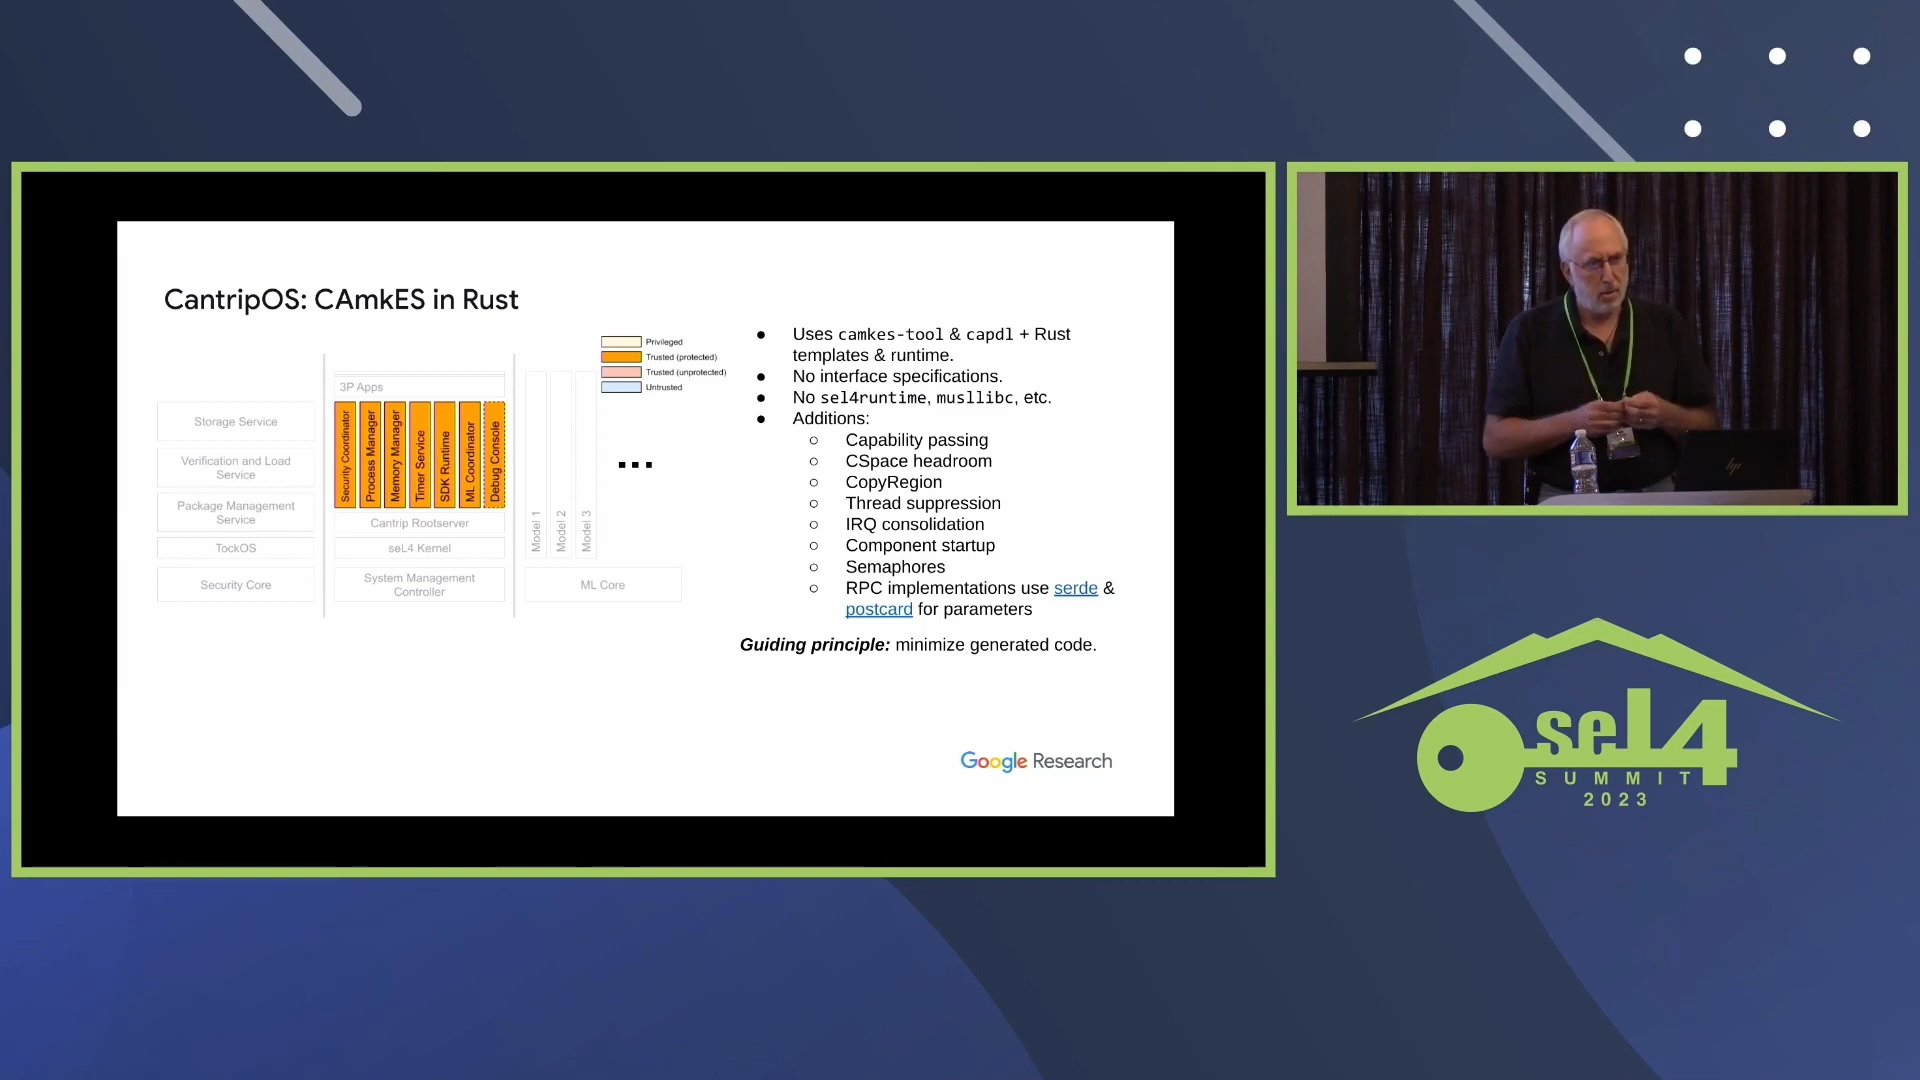 CantripOS: CAmkES in Rust
Privileged
Trusted (protected)
Trusted (unprotected)
Untrusted
3P Apps
Storage Service
Verification and Load
Service
Package Management
Service
TockOS
Security Core
Security Coordinator
Process Manager
Memory Manager
Timer Service
SDK Runtime
ML Coordinator
Debug Console
Cantrip Rootserver
seL4 Kernel
System Management
Controller
Model 1
Model 2
Model 3
...
ML Core
● Uses camkes-tool & capdl + Rust
templates & runtime.
● No interface specifications.
● No sel4runtime, musllibc, etc.
● Additions:
○ Capability passing
○ CSpace headroom
○ CopyRegion
○ Thread suppression
○ IRQ consolidation
○ Component startup
○ Semaphores
○ RPC implementations use serde &
postcard for parameters
Guiding principle: minimize generated code.
Google Research
hp
seL4
SUMMIT
2023